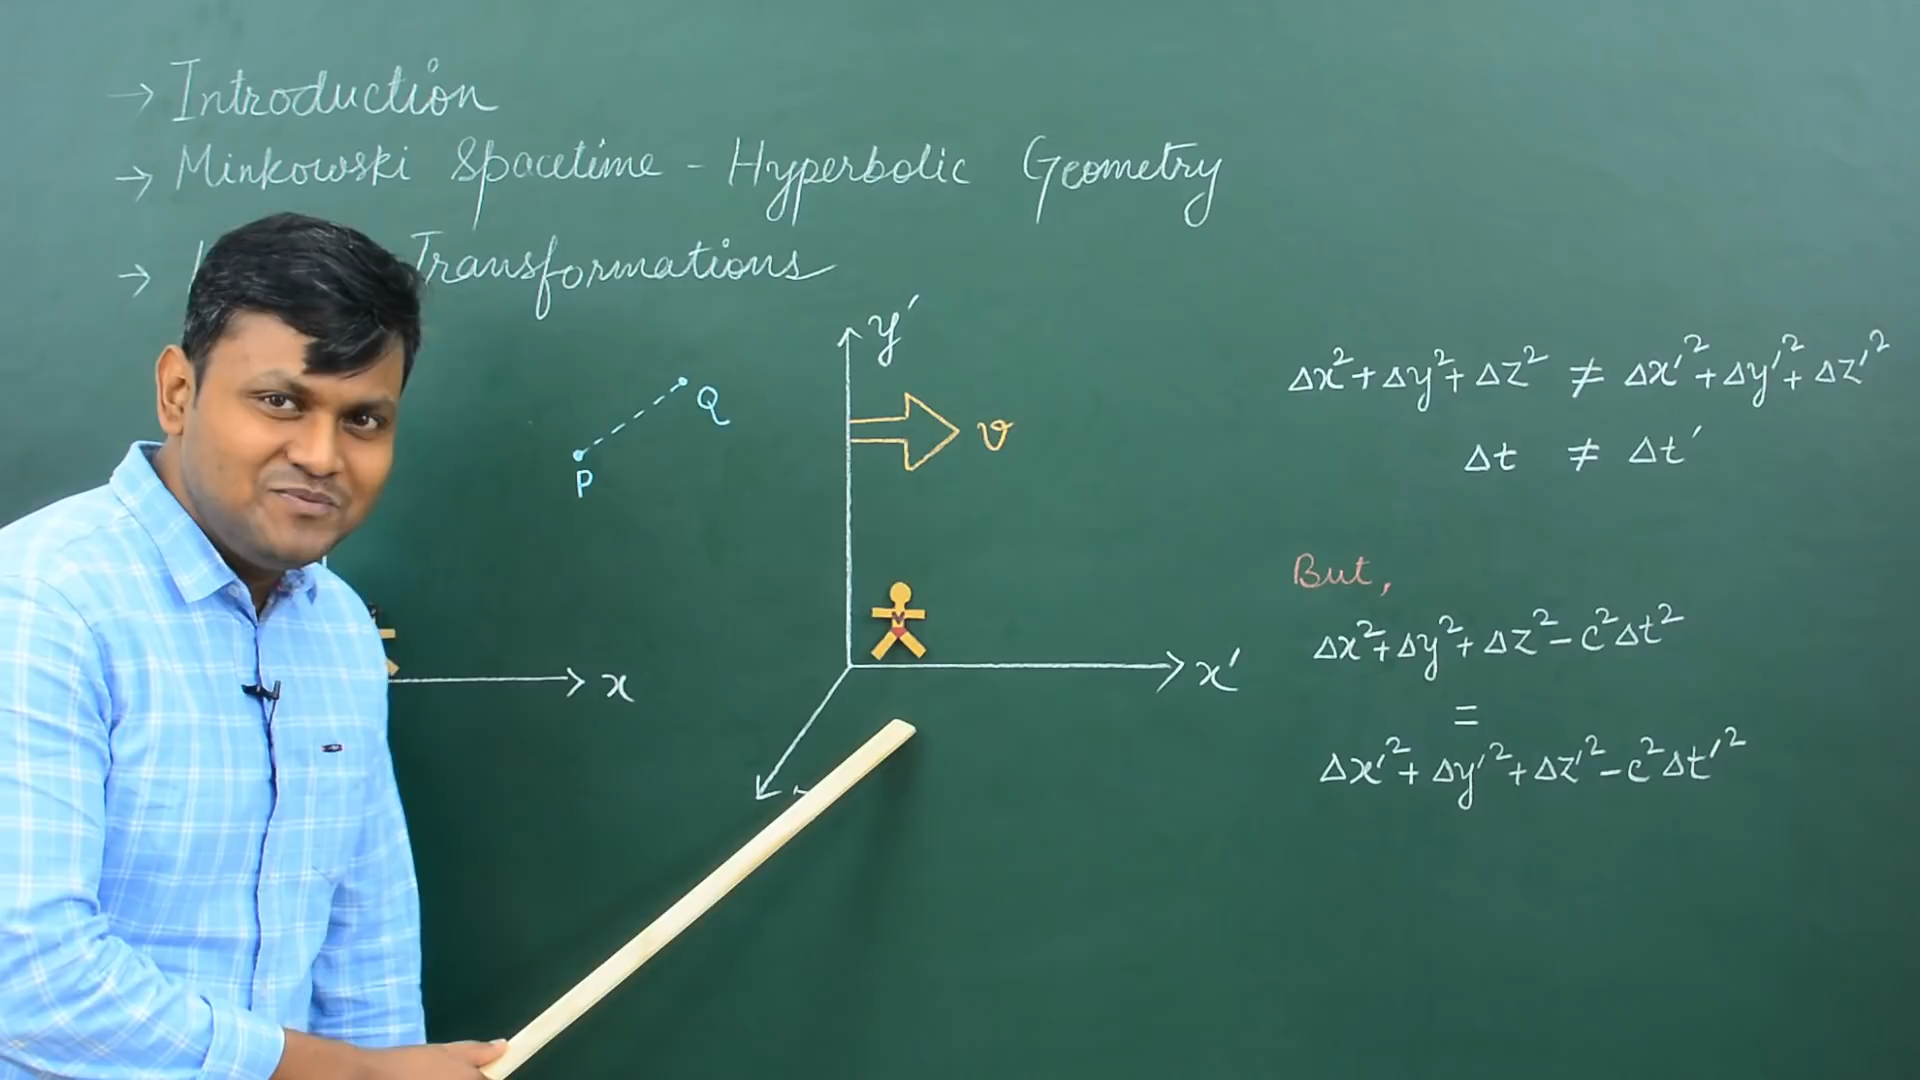 → Introduction
→ Minkowski Spacetime - Hyperbolic Geometry
→ Transformations
y′
Q
P
v
x
x′
Δx²+Δy²+Δz² ≠ Δx′²+Δy′²+Δz′²
Δt ≠ Δt′
But,
Δx²+Δy²+Δz²-c²Δt²
=
Δx′²+Δy′²+Δz′²-c²Δt′²